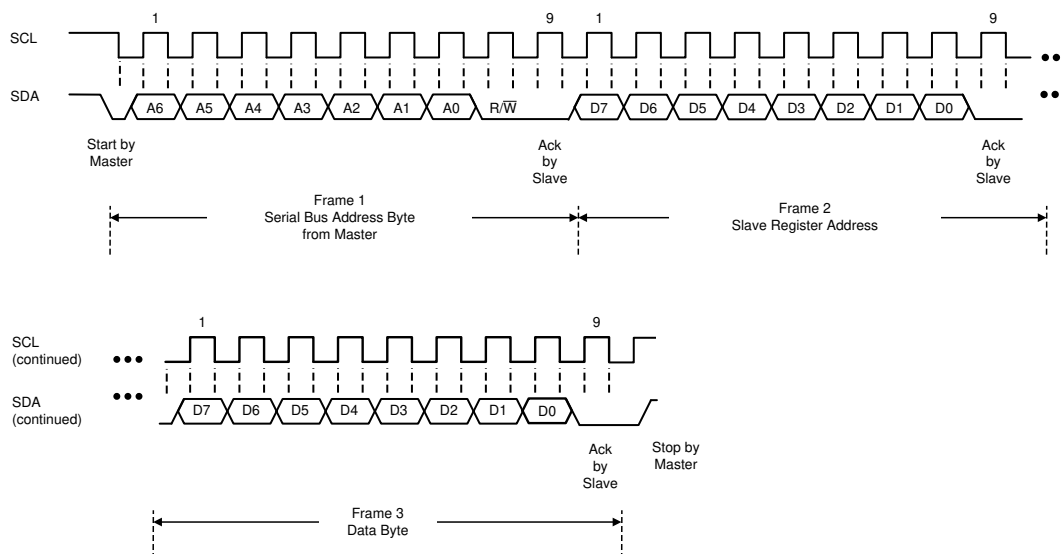 1 9 1 9
SCL
SDA
A6 A5 A4 A3 A2 A1 A0 R/W̅ D7 D6 D5 D4 D3 D2 D1 D0
Start by
Master
Ack
by
Slave
Ack
by
Slave
Frame 1
Serial Bus Address Byte
from Master
Frame 2
Slave Register Address
1 9
SCL
(continued)
SDA
(continued)
D7 D6 D5 D4 D3 D2 D1 D0
Ack
by
Slave
Stop by
Master
Frame 3
Data Byte